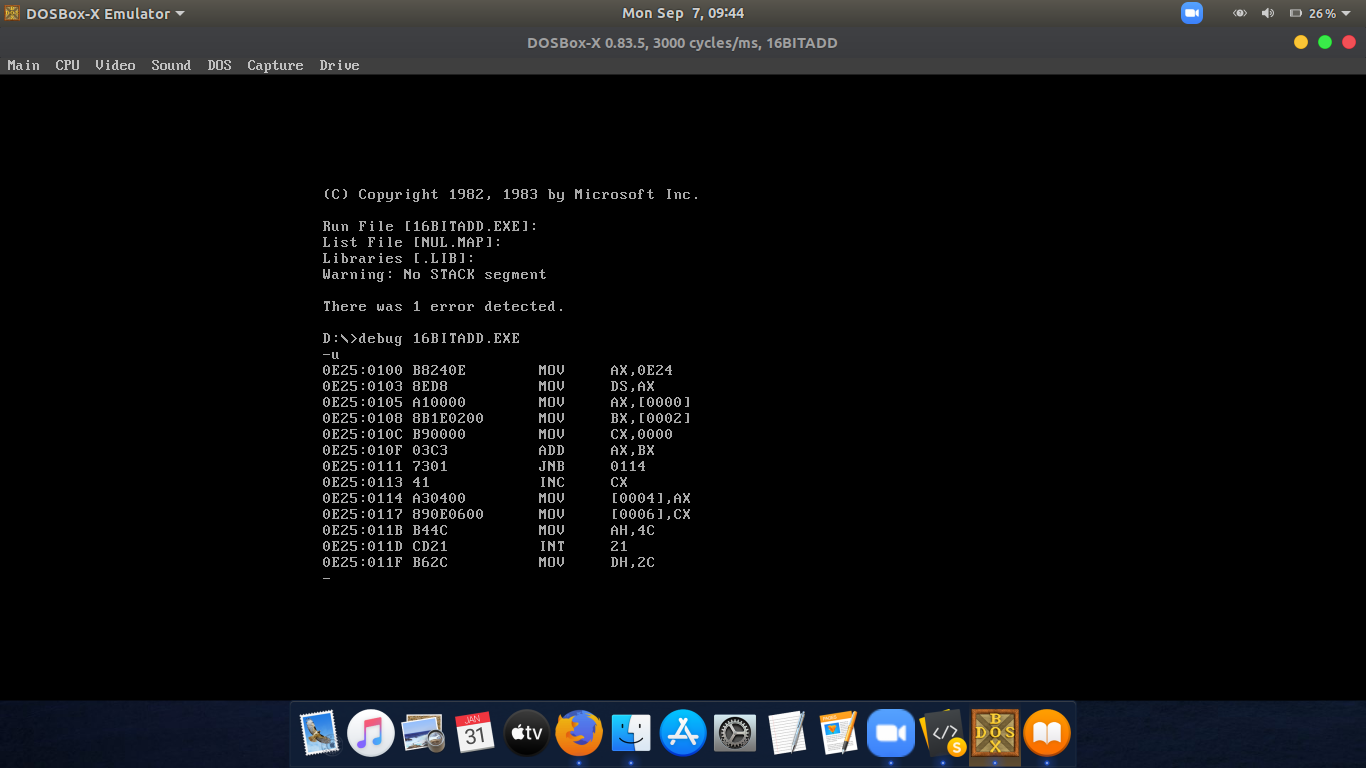 DOSBox-X Emulator
Mon Sep 7, 09:44
26%
DOSBox-X 0.83.5, 3000 cycles/ms, 16BITADD
Main CPU Video Sound DOS Capture Drive
(C) Copyright 1982, 1983 by Microsoft Inc.
Run File [16BITADD.EXE]:
List File [NUL.MAP]:
Libraries [.LIB]:
Warning: No STACK segment
There was 1 error detected.
D:\>debug 16BITADD.EXE
-u
0E25:0100 B8240E MOV AX,0E24
0E25:0103 8ED8 MOV DS,AX
0E25:0105 A10000 MOV AX,[0000]
0E25:0108 8B1E0200 MOV BX,[0002]
0E25:010C B90000 MOV CX,0000
0E25:010F 03C3 ADD AX,BX
0E25:0111 7301 JNB 0114
0E25:0113 41 INC CX
0E25:0114 A30400 MOV [0004],AX
0E25:0117 890E0600 MOV [0006],CX
0E25:011B B44C MOV AH,4C
0E25:011D CD21 INT 21
0E25:011F B62C MOV DH,2C
-
JAN
31
tv
</>
S
BOX
DOS
X